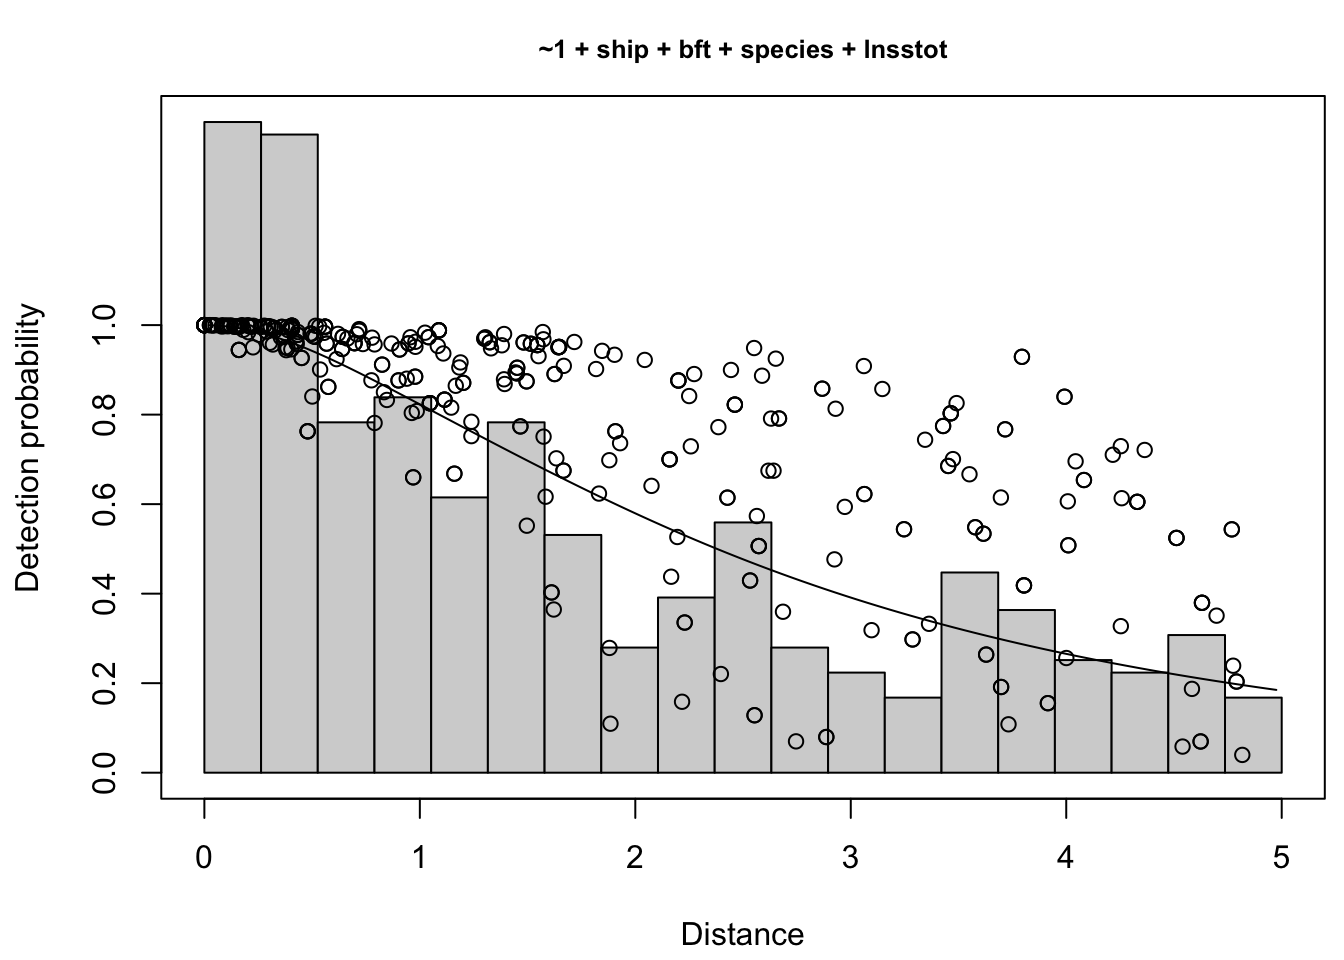 ~1 + ship + bft + species + lnsstot
Detection probability
1.0
0.8
0.6
0.4
0.2
0.0
0 1 2 3 4 5
Distance